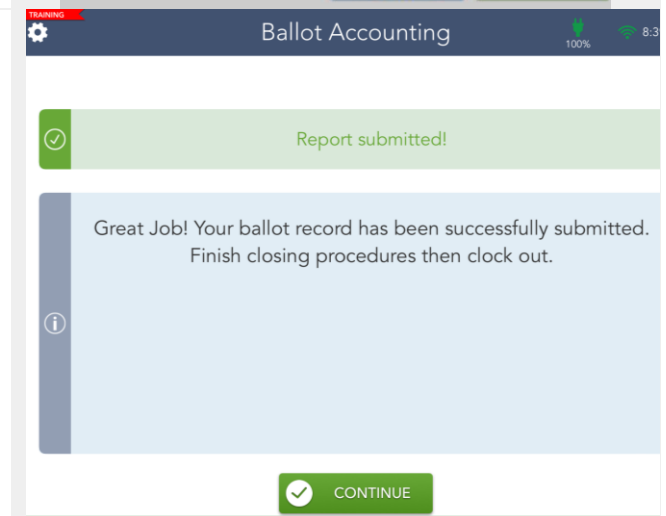 TRAINING
Ballot Accounting
100%
Report submitted!
Great Job! Your ballot record has been successfully submitted.
Finish closing procedures then clock out.
CONTINUE